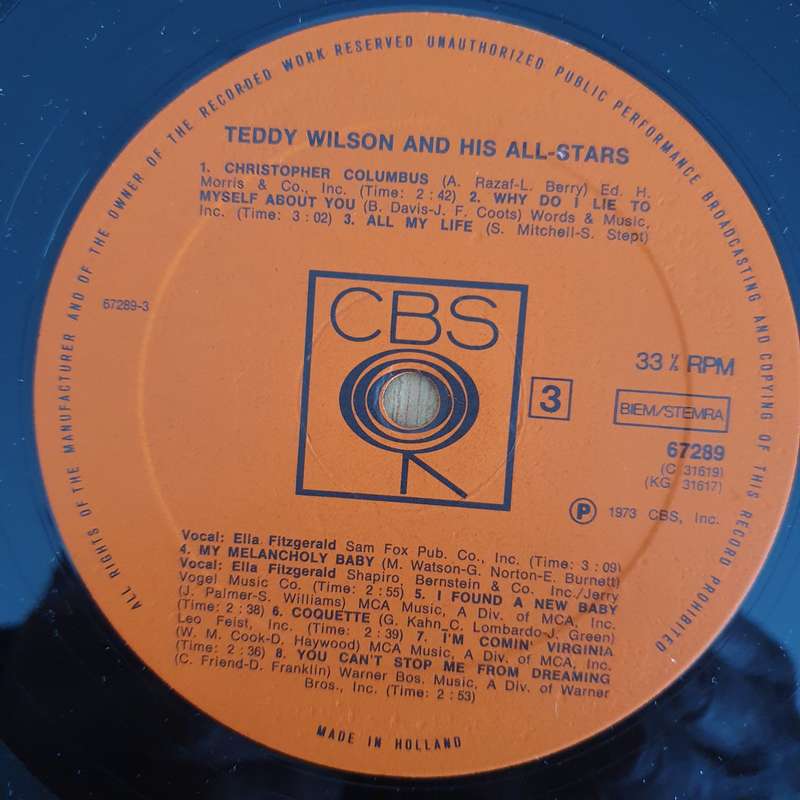 ALL RIGHTS OF THE MANUFACTURER AND OF THE OWNER OF THE RECORDED WORK RESERVED UNAUTHORIZED PUBLIC PERFORMANCE BROADCASTING AND COPYING OF THIS RECORD PROHIBITED
TEDDY WILSON AND HIS ALL-STARS
1. CHRISTOPHER COLUMBUS (A. Razaf-L. Berry) Ed. H.
Morris & Co., Inc. (Time: 2 : 42) 2. WHY DO I LIE TO
MYSELF ABOUT YOU (B. Davis-J. F. Coots) Words & Music,
Inc. (Time: 3 : 02) 3. ALL MY LIFE (S. Mitchell-S. Stept)
67289-3
CBS
33 ⅓ RPM
3
BIEM/STEMRA
67289
(C 31619)
(KG 31617)
Ⓟ 1973 CBS, Inc.
Vocal: Ella Fitzgerald Sam Fox Pub. Co., Inc. (Time: 3 : 09)
4. MY MELANCHOLY BABY (M. Watson-G. Norton-E. Burnett)
Vocal: Ella Fitzgerald Shapiro, Bernstein & Co. Inc./Jerry
Vogel Music Co. (Time: 2 : 55) 5. I FOUND A NEW BABY
(J. Palmer-S. Williams) MCA Music, A Div. of MCA, Inc.
(Time: 2 : 38) 6. COQUETTE (G. Kahn-C. Lombardo-J. Green)
Leo Feist, Inc. (Time: 2 : 39) 7. I'M COMIN' VIRGINIA
(W. M. Cook-D. Haywood) MCA Music, A Div. of MCA, Inc.
(Time: 2 : 36) 8. YOU CAN'T STOP ME FROM DREAMING
(C. Friend-D. Franklin) Warner Bos. Music, A Div. of Warner
Bros., Inc. (Time: 2 : 53)
MADE IN HOLLAND